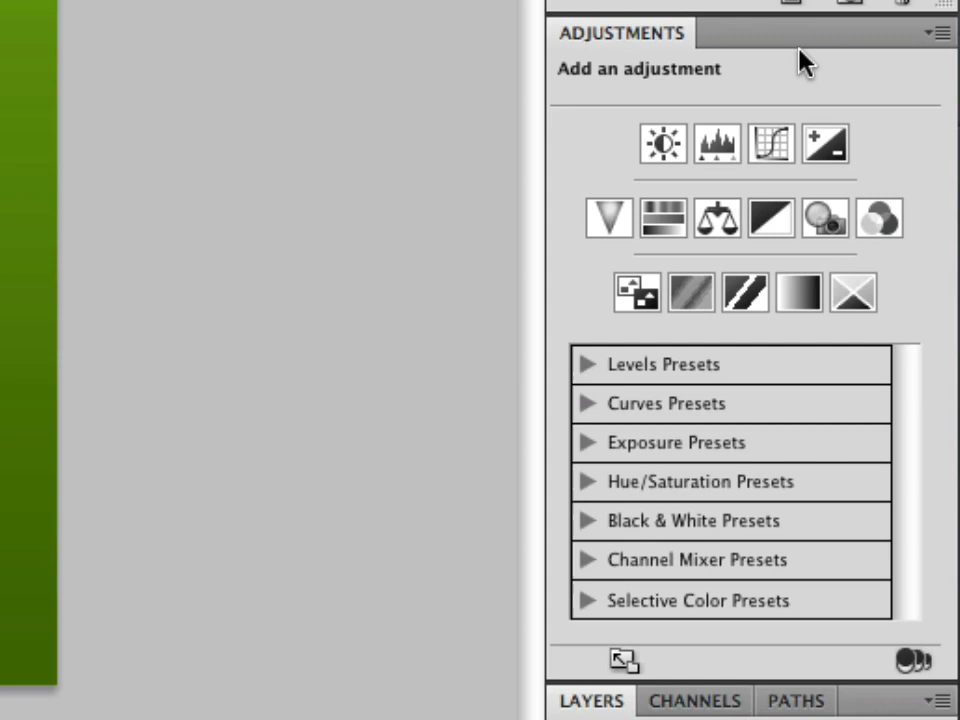 ADJUSTMENTS
Add an adjustment
Levels Presets
Curves Presets
Exposure Presets
Hue/Saturation Presets
Black & White Presets
Channel Mixer Presets
Selective Color Presets
LAYERS CHANNELS PATHS